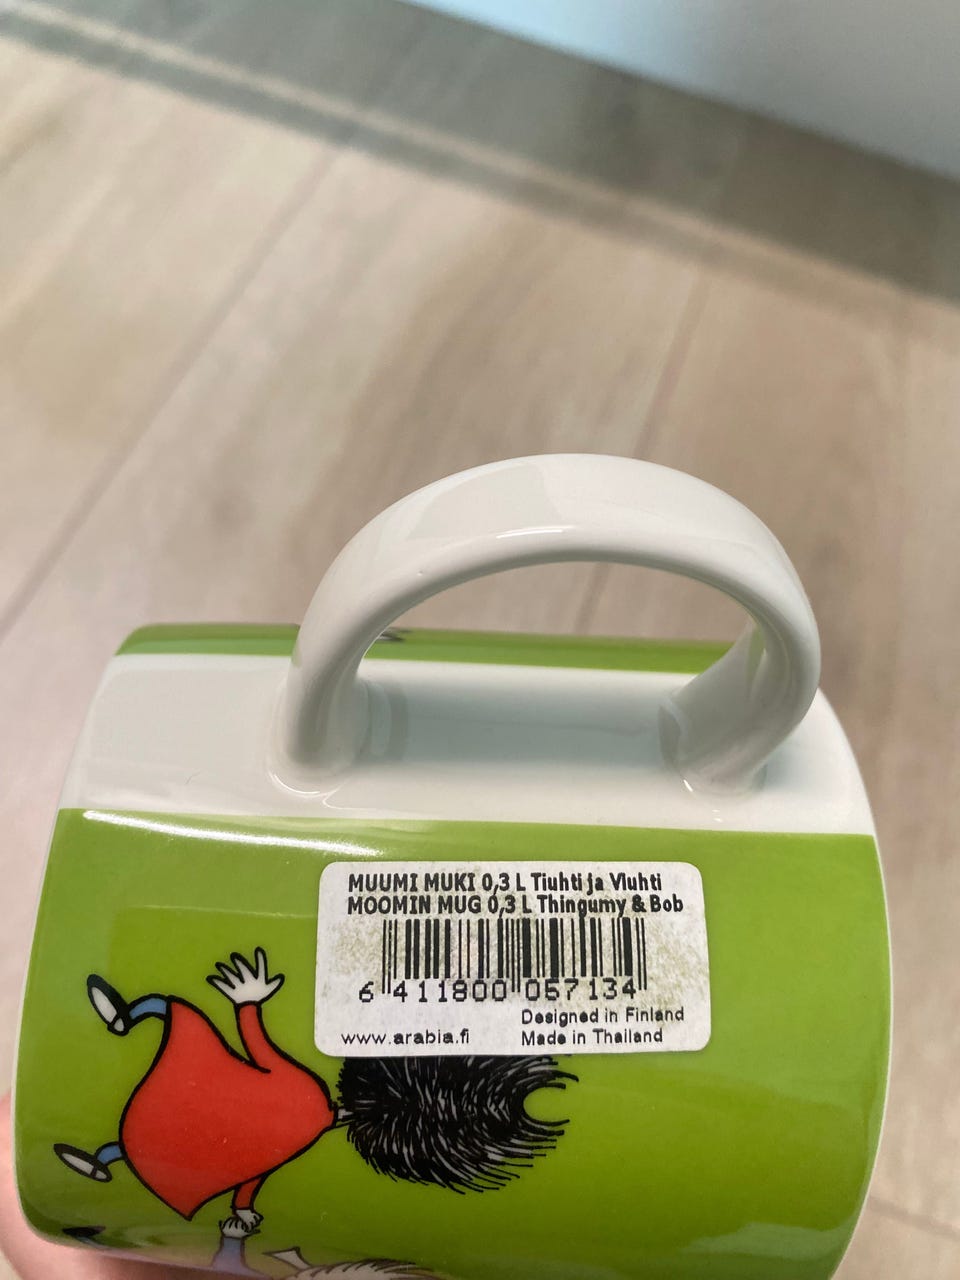 MUUMI MUKI 0,3 L Tiuhti ja Viuhti
MOOMIN MUG 0,3 L Thingumy & Bob
6 411800 057134
Designed in Finland
www.arabia.fi Made in Thailand